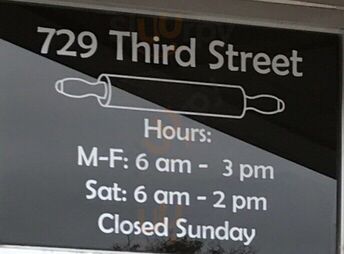 729 Third Street
Hours:
M-F: 6 am - 3 pm
Sat: 6 am - 2 pm
Closed Sunday